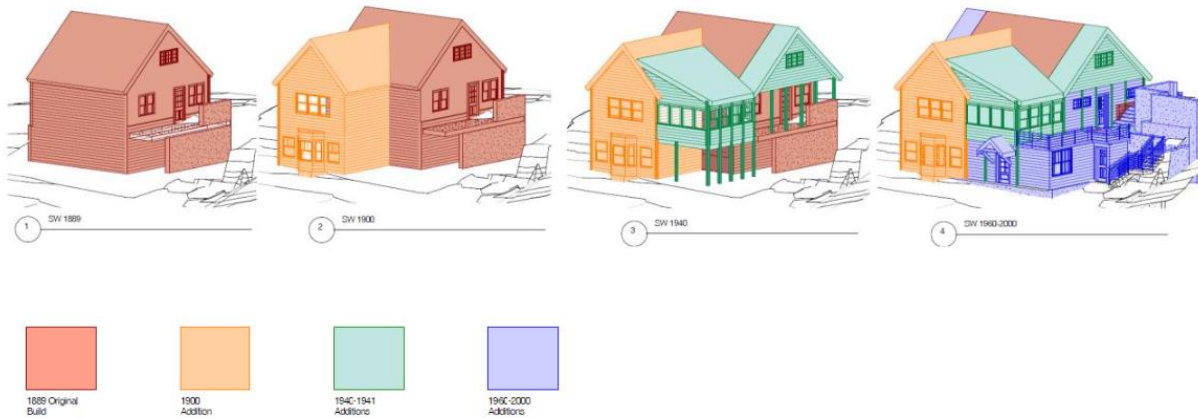 1 SW 1889
2 SW 1900
3 SW 1940
4 SW 1960-2000
1889 Original
Build
1900
Addition
1940-1941
Additions
1960-2000
Additions